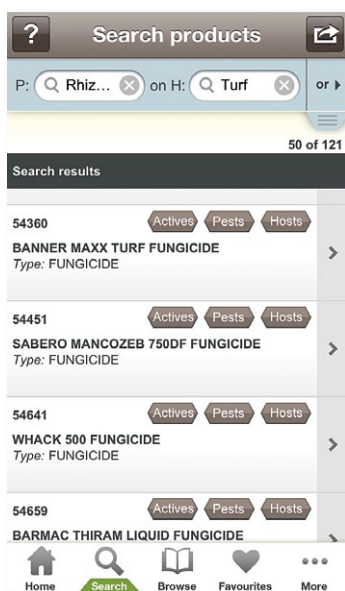 ? Search products
P: Rhiz... on H: Turf or
50 of 121
Search results
54360 Actives Pests Hosts
BANNER MAXX TURF FUNGICIDE
Type: FUNGICIDE
54451 Actives Pests Hosts
SABERO MANCOZEB 750DF FUNGICIDE
Type: FUNGICIDE
54641 Actives Pests Hosts
WHACK 500 FUNGICIDE
Type: FUNGICIDE
54659 Actives Pests Hosts
BARMAC THIRAM LIQUID FUNGICIDE
Home Search Browse Favourites More